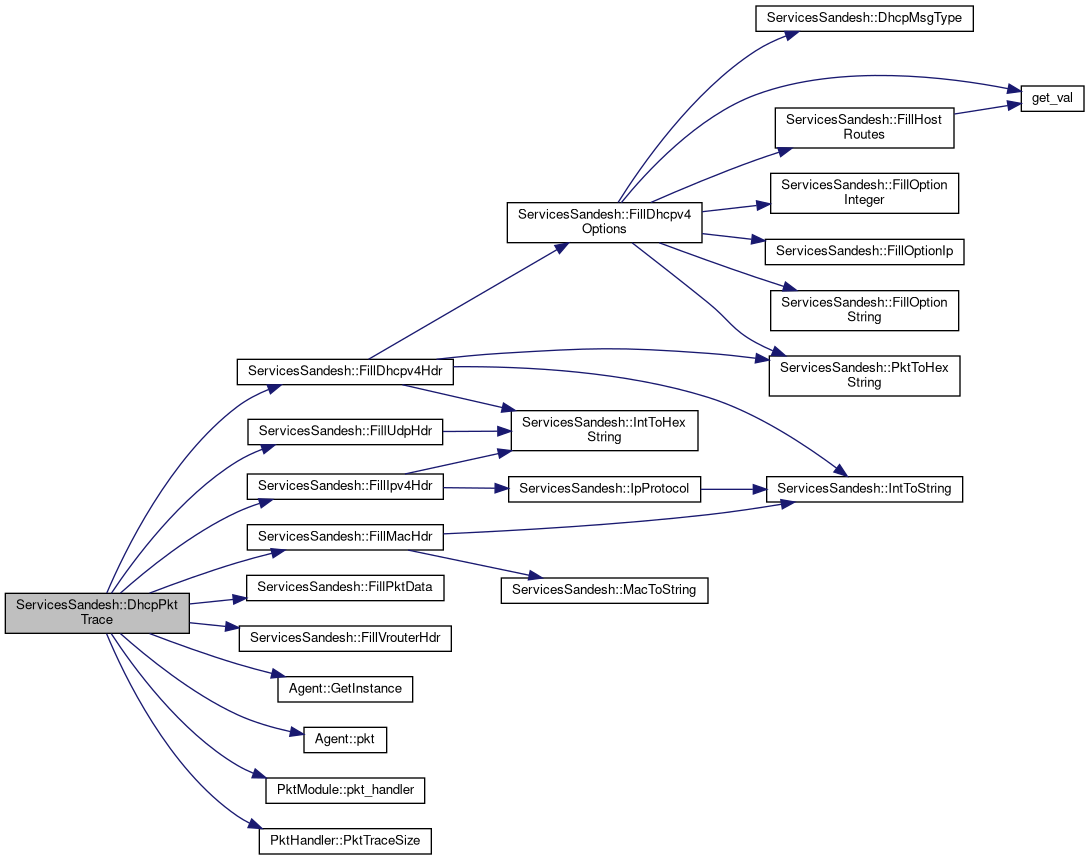 ServicesSandesh::DhcpMsgType
get_val
ServicesSandesh::FillHost
Routes
ServicesSandesh::FillOption
Integer
ServicesSandesh::FillDhcpv4
Options
ServicesSandesh::FillOptionIp
ServicesSandesh::FillOption
String
ServicesSandesh::FillDhcpv4Hdr
ServicesSandesh::PktToHex
String
ServicesSandesh::FillUdpHdr
ServicesSandesh::IntToHex
String
ServicesSandesh::FillIpv4Hdr
ServicesSandesh::IpProtocol
ServicesSandesh::IntToString
ServicesSandesh::FillMacHdr
ServicesSandesh::MacToString
ServicesSandesh::DhcpPkt
Trace
ServicesSandesh::FillPktData
ServicesSandesh::FillVrouterHdr
Agent::GetInstance
Agent::pkt
PktModule::pkt_handler
PktHandler::PktTraceSize